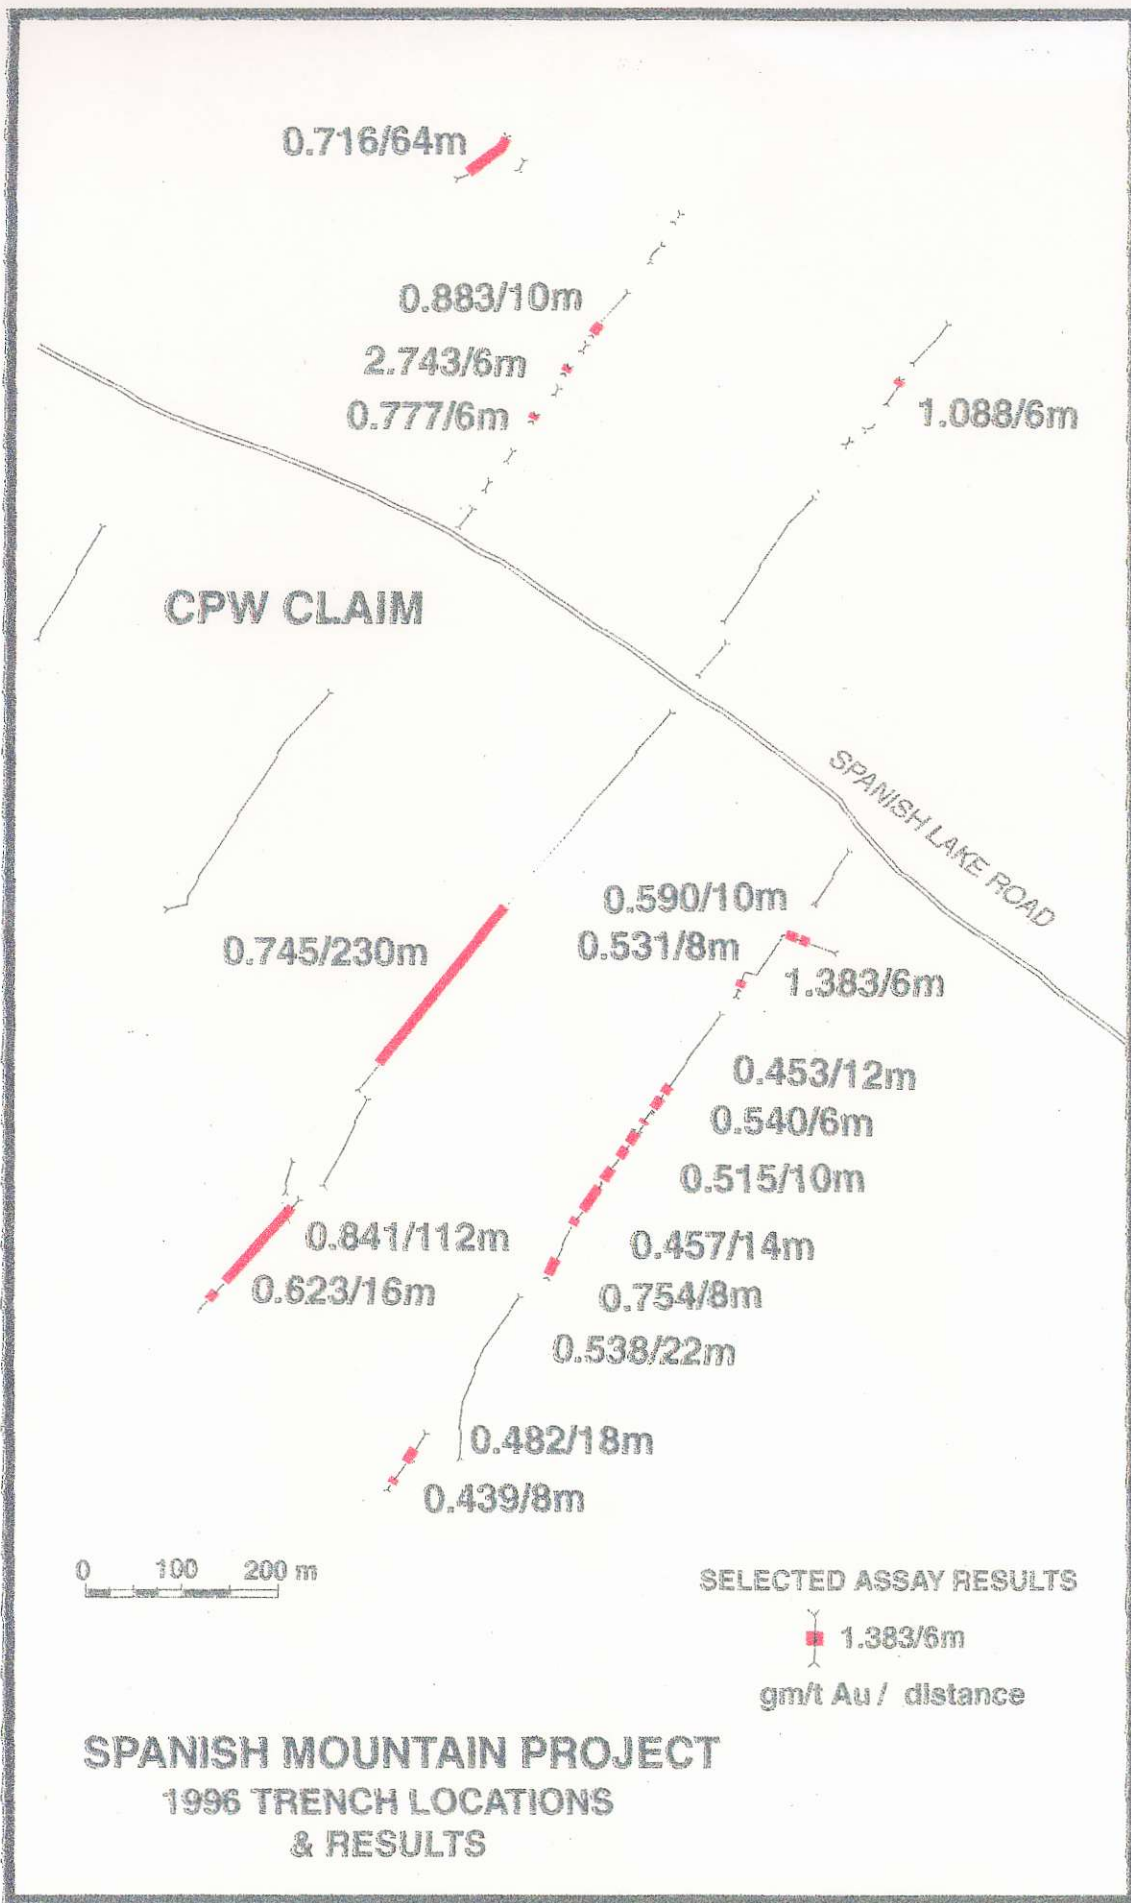 0.716/64m
0.883/10m
2.743/6m
0.777/6m
1.088/6m
CPW CLAIM
SPANISH LAKE ROAD
0.590/10m
0.531/8m
0.745/230m
1.383/6m
0.453/12m
0.540/6m
0.515/10m
0.841/112m
0.457/14m
0.623/16m
0.754/8m
0.538/22m
0.482/18m
0.439/8m
0 100 200 m
SELECTED ASSAY RESULTS
1.383/6m
gm/t Au / distance
SPANISH MOUNTAIN PROJECT
1996 TRENCH LOCATIONS
& RESULTS